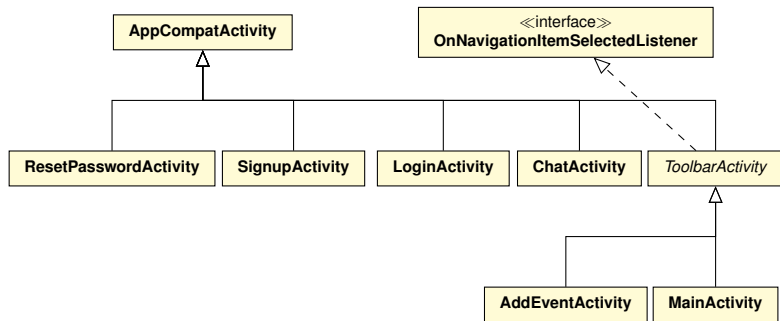 AppCompatActivity
≪interface≫
OnNavigationItemSelectedListener
ResetPasswordActivity
SignupActivity
LoginActivity
ChatActivity
ToolbarActivity
AddEventActivity
MainActivity